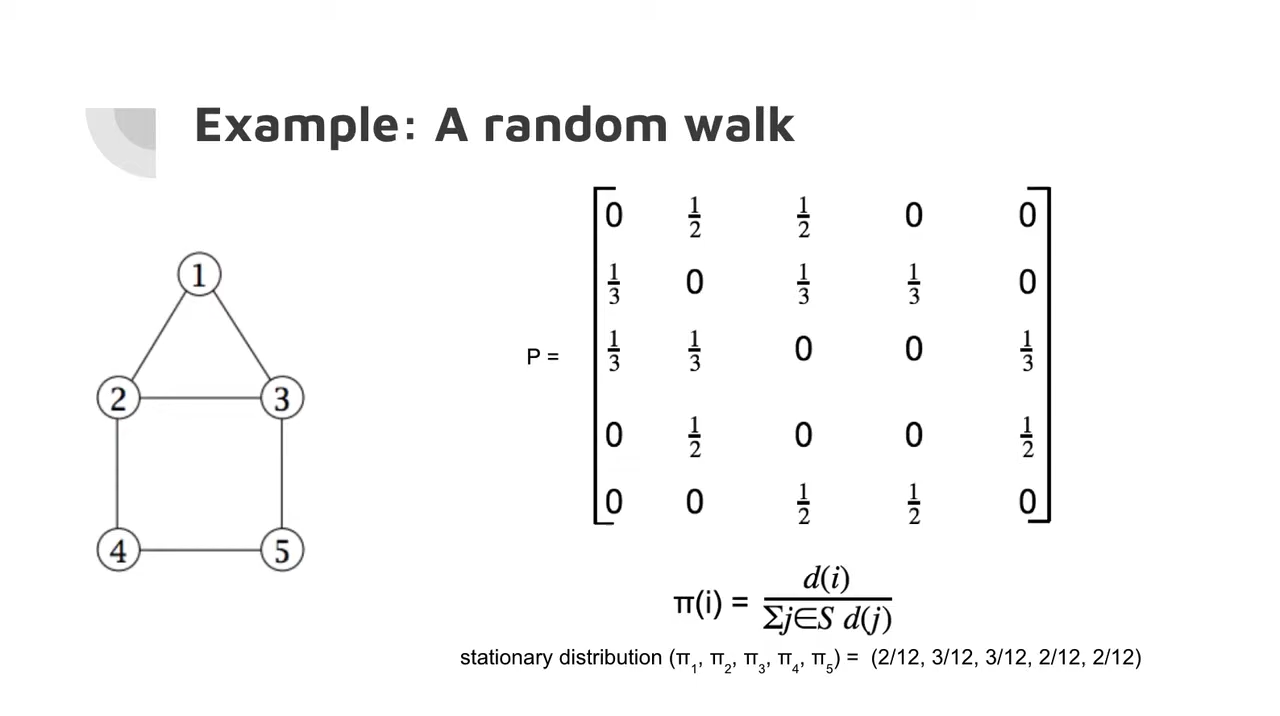 Example: A random walk
1
2 3
4 5
P =
0 1/2 1/2 0 0
1/3 0 1/3 1/3 0
1/3 1/3 0 0 1/3
0 1/2 0 0 1/2
0 0 1/2 1/2 0
π(i) = d(i) / Σj∈S d(j)
stationary distribution (π₁, π₂, π₃, π₄, π₅) = (2/12, 3/12, 3/12, 2/12, 2/12)